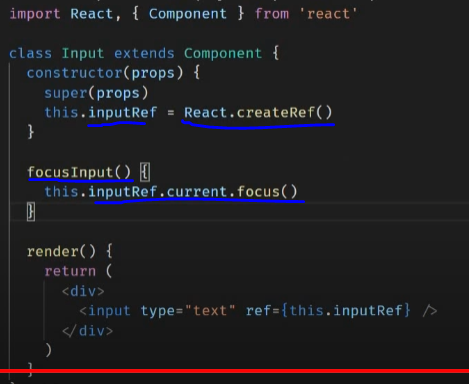 import React, { Component } from 'react'
class Input extends Component {
constructor(props) {
super(props)
this.inputRef = React.createRef()
}
focusInput() {
this.inputRef.current.focus()
}
render() {
return (
<div>
<input type="text" ref={this.inputRef} />
</div>
)
}